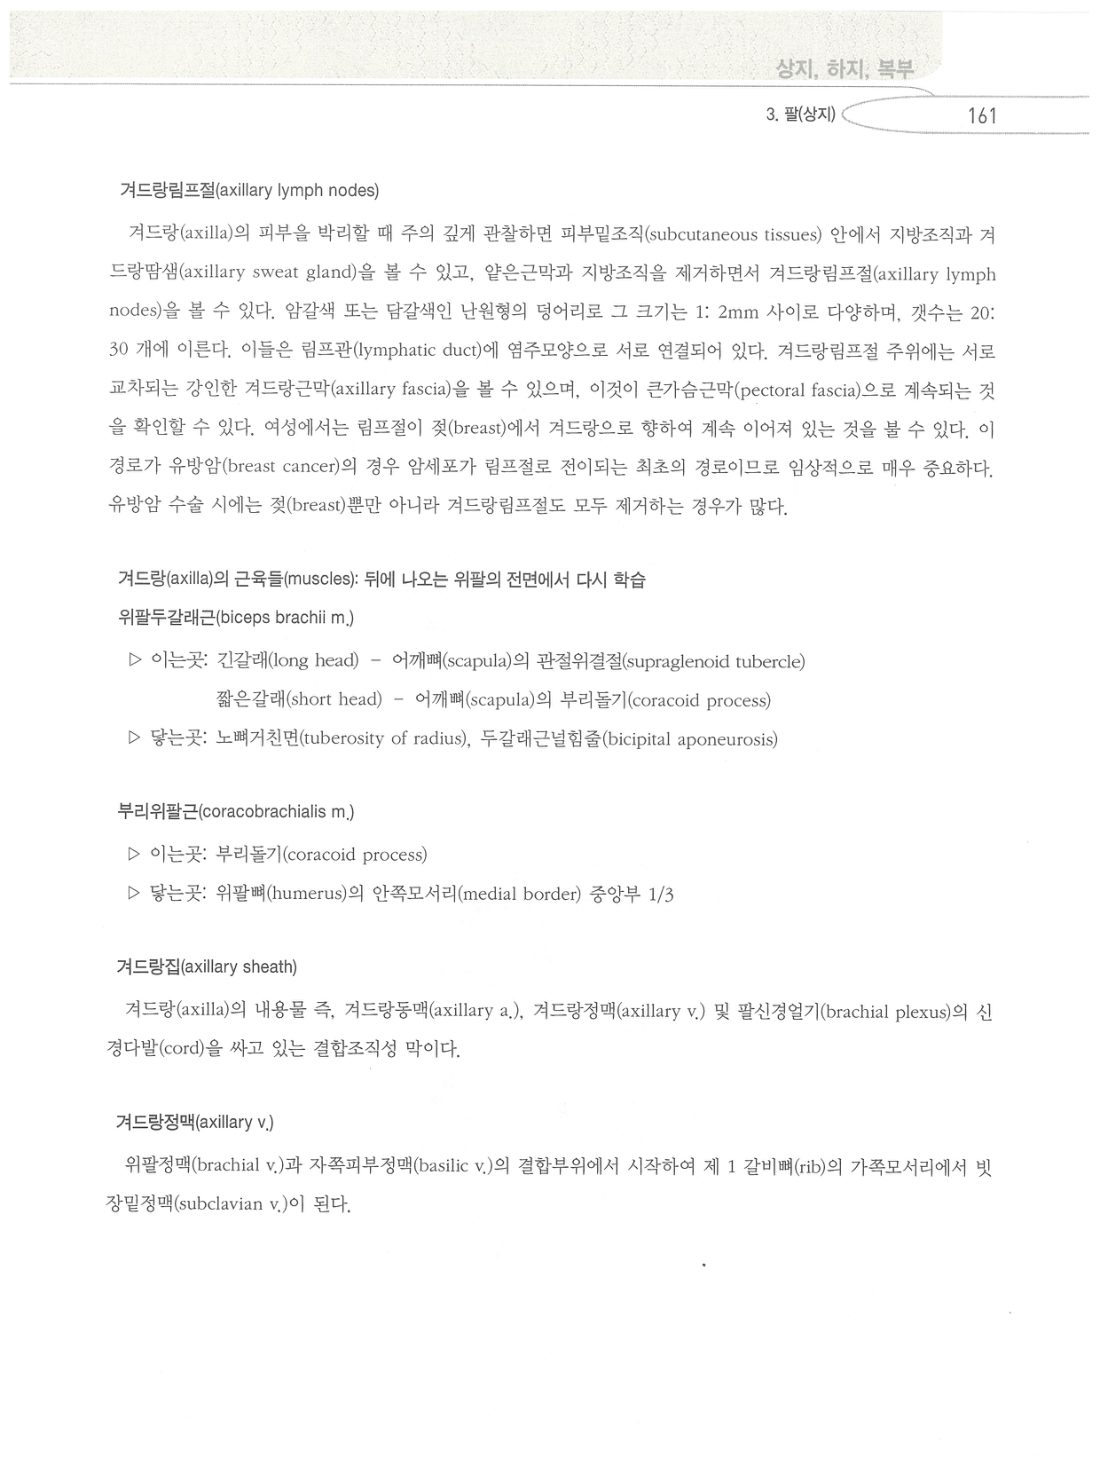 상지, 하지, 복부
3. 팔(상지)
161
겨드랑림프절(axillary lymph nodes)
겨드랑(axilla)의 피부을 박리할 때 주의 깊게 관찰하면 피부밑조직(subcutaneous tissues) 안에서 지방조직과 겨
드랑땀샘(axillary sweat gland)을 볼 수 있고, 얕은근막과 지방조직을 제거하면서 겨드랑림프절(axillary lymph
nodes)을 볼 수 있다. 암갈색 또는 담갈색인 난원형의 덩어리로 그 크기는 1: 2mm 사이로 다양하며, 갯수는 20:
30 개에 이른다. 이들은 림프관(lymphatic duct)에 염주모양으로 서로 연결되어 있다. 겨드랑림프절 주위에는 서로
교차되는 강인한 겨드랑근막(axillary fascia)을 볼 수 있으며, 이것이 큰가슴근막(pectoral fascia)으로 계속되는 것
을 확인할 수 있다. 여성에서는 림프절이 젖(breast)에서 겨드랑으로 향하여 계속 이어져 있는 것을 볼 수 있다. 이
경로가 유방암(breast cancer)의 경우 암세포가 림프절로 전이되는 최초의 경로이므로 임상적으로 매우 중요하다.
유방암 수술 시에는 젖(breast)뿐만 아니라 겨드랑림프절도 모두 제거하는 경우가 많다.
겨드랑(axilla)의 근육들(muscles): 뒤에 나오는 위팔의 전면에서 다시 학습
위팔두갈래근(biceps brachii m.)
▷ 이는곳: 긴갈래(long head) - 어깨뼈(scapula)의 관절위결절(supraglenoid tubercle)
짧은갈래(short head) - 어깨뼈(scapula)의 부리돌기(coracoid process)
▷ 닿는곳: 노뼈거친면(tuberosity of radius), 두갈래근널힘줄(bicipital aponeurosis)
부리위팔근(coracobrachialis m.)
▷ 이는곳: 부리돌기(coracoid process)
▷ 닿는곳: 위팔뼈(humerus)의 안쪽모서리(medial border) 중앙부 1/3
겨드랑집(axillary sheath)
겨드랑(axilla)의 내용물 즉, 겨드랑동맥(axillary a.), 겨드랑정맥(axillary v.) 및 팔신경얼기(brachial plexus)의 신
경다발(cord)을 싸고 있는 결합조직성 막이다.
겨드랑정맥(axillary v.)
위팔정맥(brachial v.)과 자쪽피부정맥(basilic v.)의 결합부위에서 시작하여 제 1 갈비뼈(rib)의 가쪽모서리에서 빗
장밑정맥(subclavian v.)이 된다.